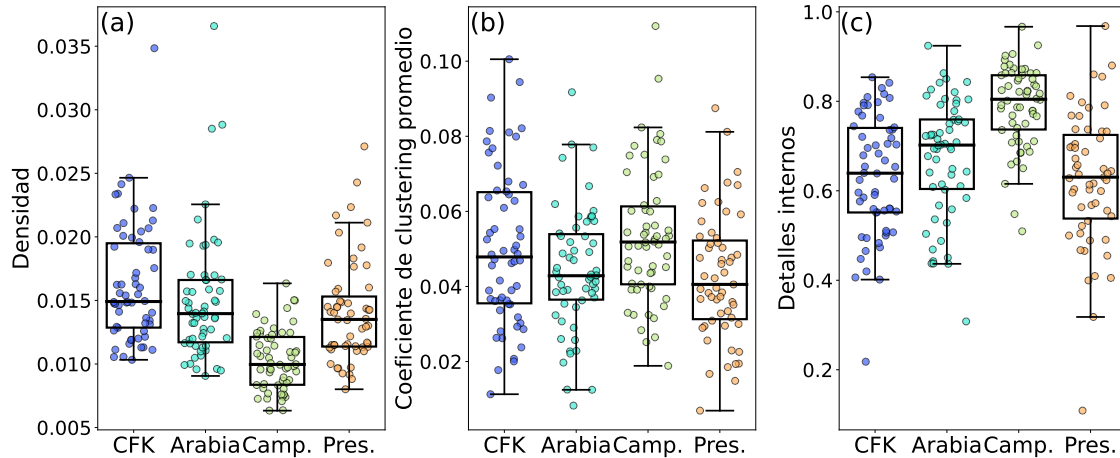 (a)
Densidad
0.035
0.030
0.025
0.020
0.015
0.010
0.005
CFK Arabia Camp. Pres.
(b)
Coeficiente de clustering promedio
0.10
0.08
0.06
0.04
0.02
CFK Arabia Camp. Pres.
(c)
Detalles internos
1.0
0.8
0.6
0.4
0.2
CFK Arabia Camp. Pres.